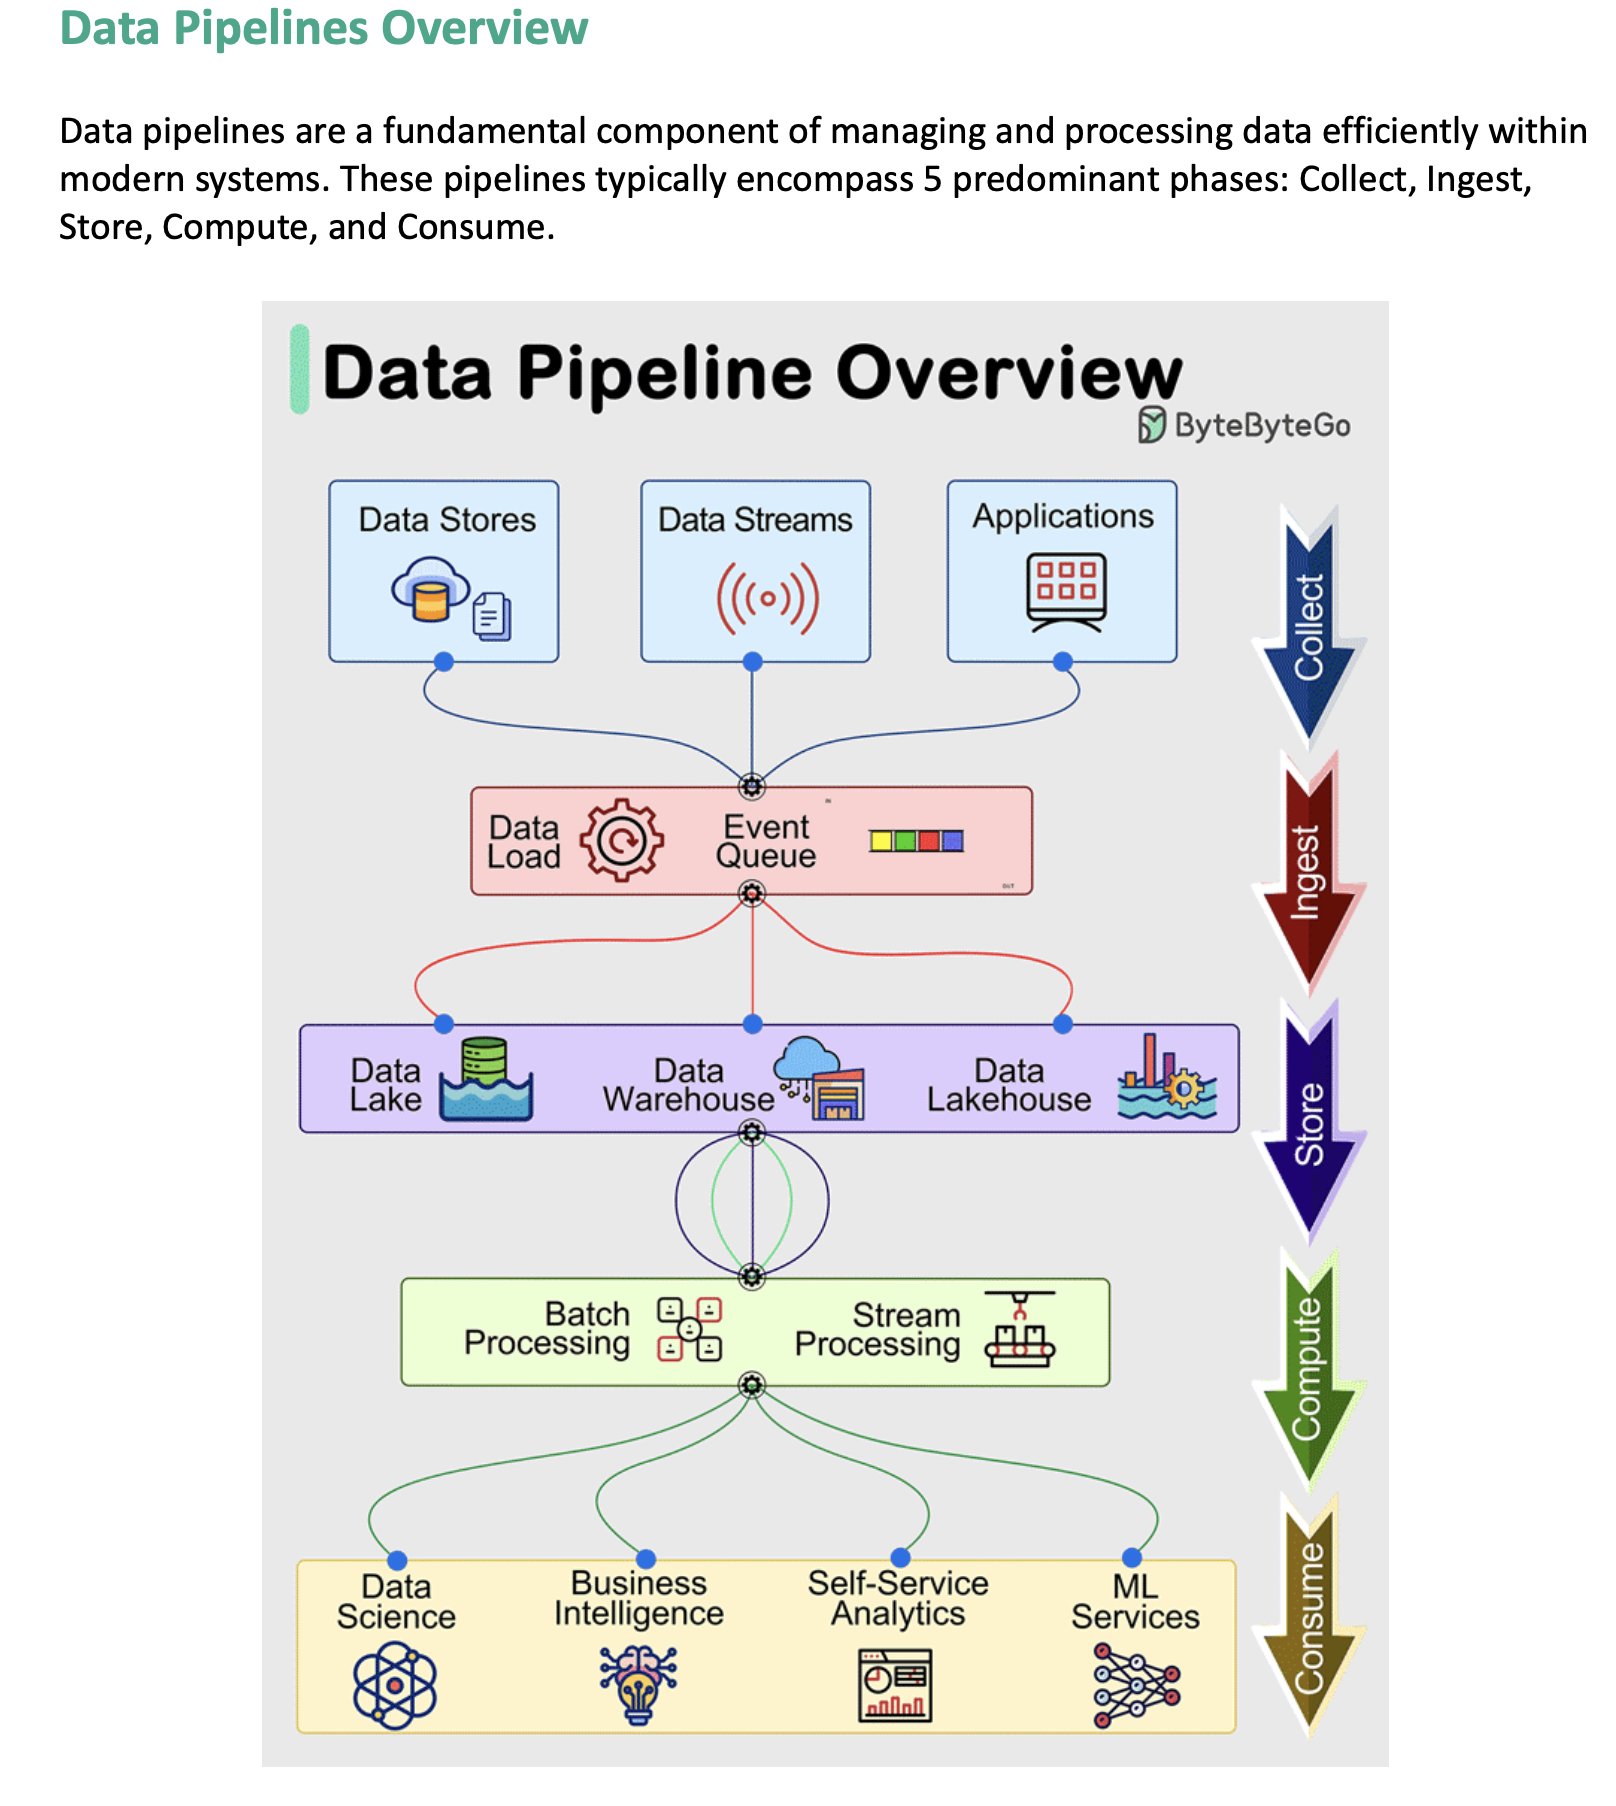 Data Pipelines Overview
Data pipelines are a fundamental component of managing and processing data efficiently within
modern systems. These pipelines typically encompass 5 predominant phases: Collect, Ingest,
Store, Compute, and Consume.
Data Pipeline Overview
ByteByteGo
Data Stores
Data Streams
Applications
Collect
Data
Load
Event
Queue
IN
OUT
Ingest
Data
Lake
Data
Warehouse
Data
Lakehouse
Store
Batch
Processing
Stream
Processing
Compute
Data
Science
Business
Intelligence
Self-Service
Analytics
ML
Services
Consume